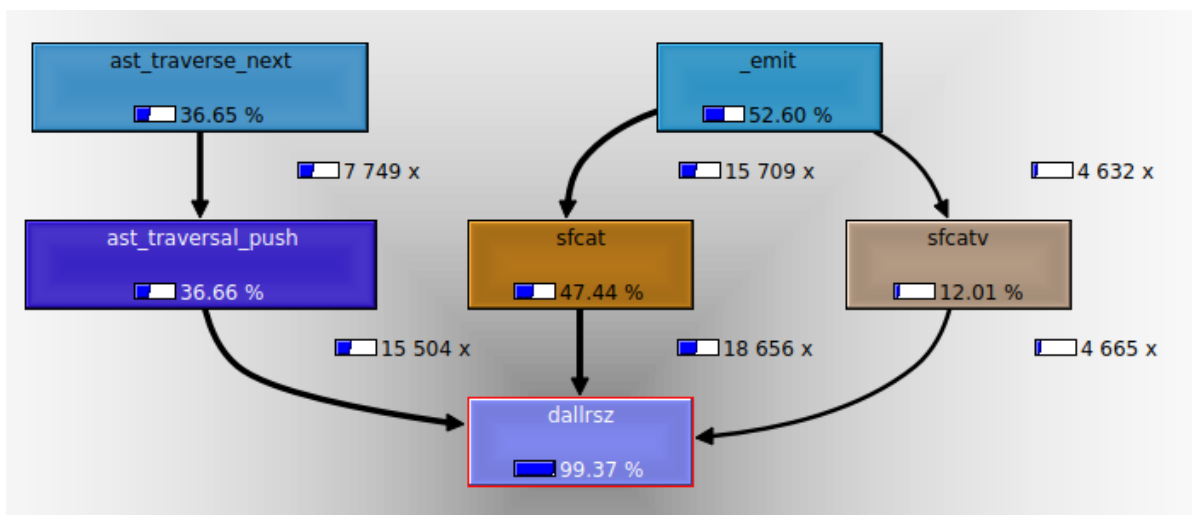 ast_traverse_next
36.65 %
_emit
52.60 %
7 749 x
15 709 x
4 632 x
ast_traversal_push
36.66 %
sfcat
47.44 %
sfcatv
12.01 %
15 504 x
18 656 x
4 665 x
dallrsz
99.37 %